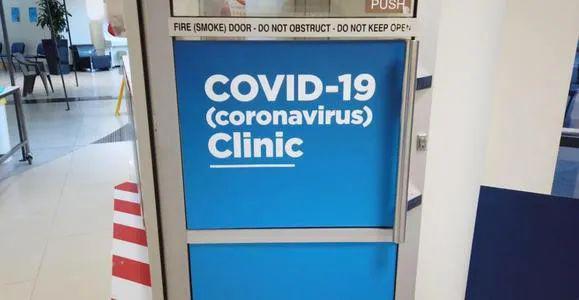 PUSH
FIRE (SMOKE) DOOR - DO NOT OBSTRUCT - DO NOT KEEP OPEN
COVID-19
(coronavirus)
Clinic